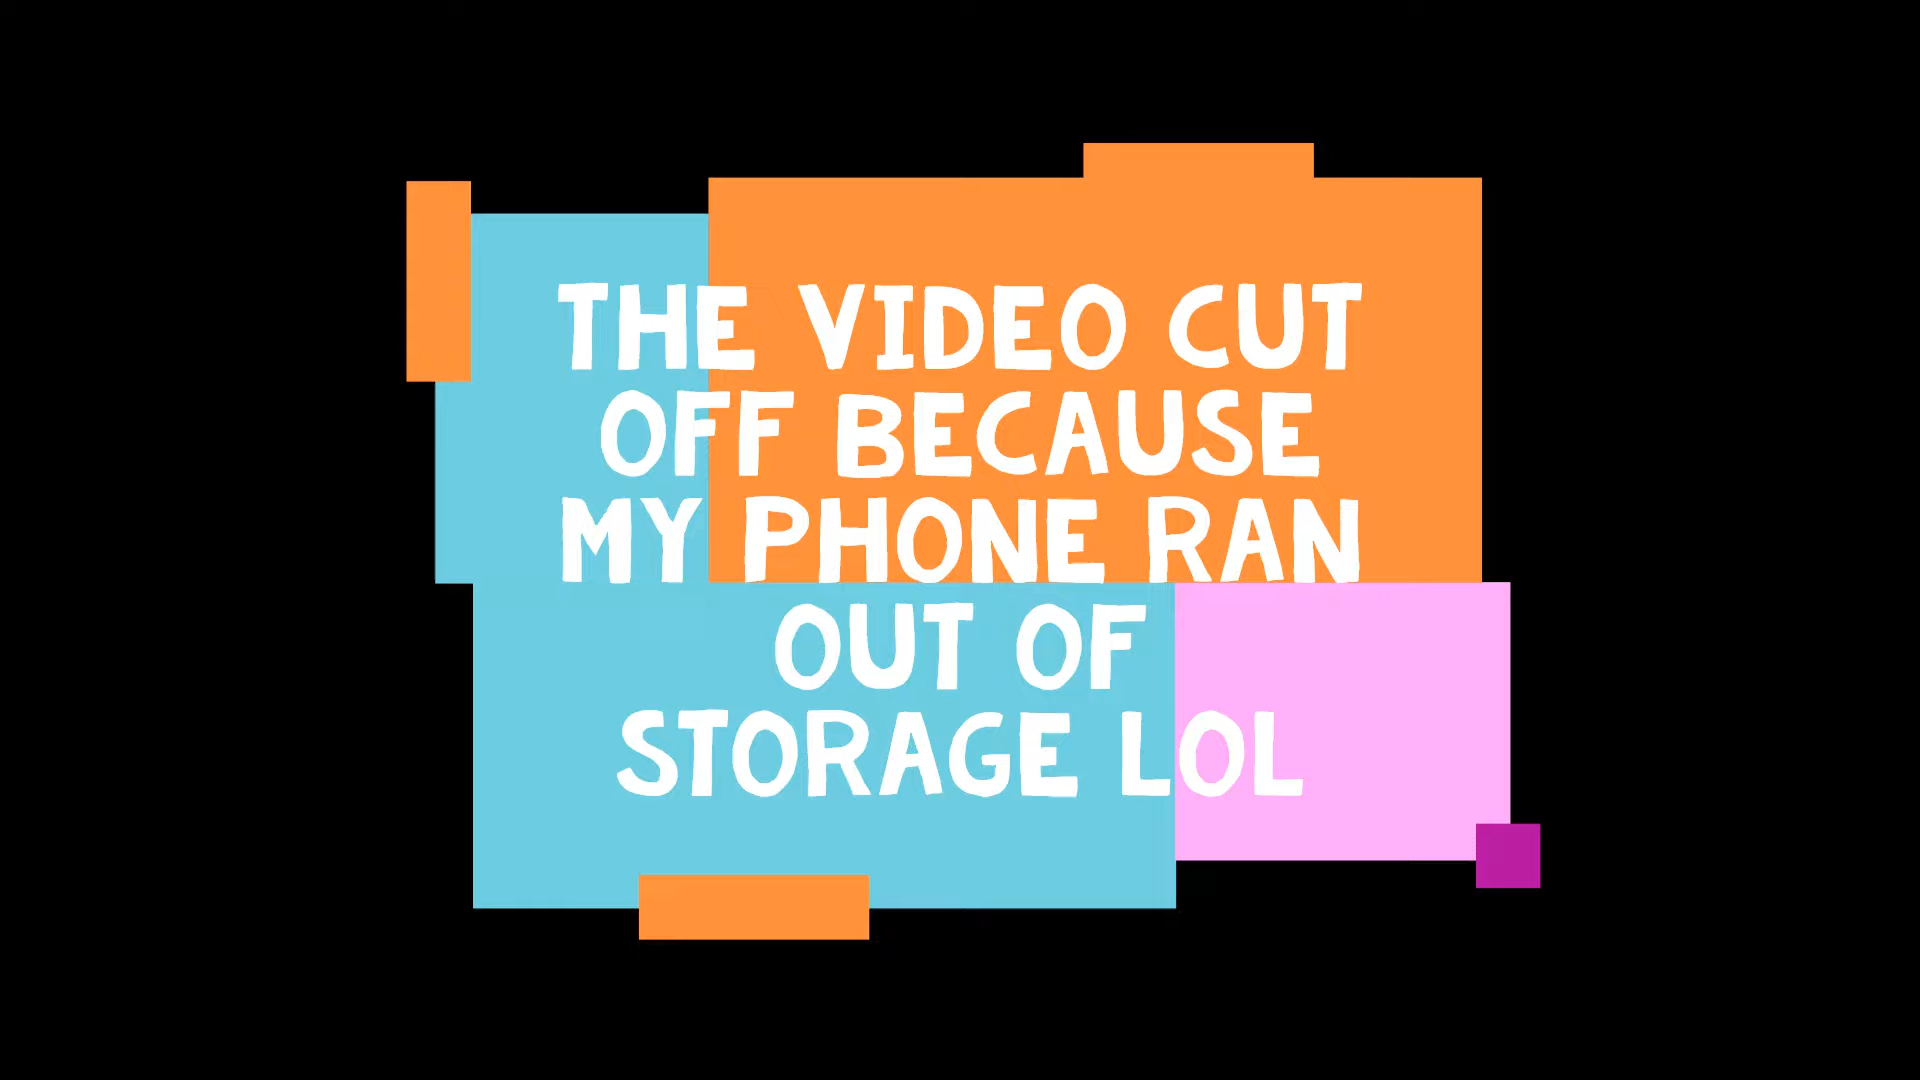 THE VIDEO CUT
OFF BECAUSE
MY PHONE RAN
OUT OF
STORAGE LOL